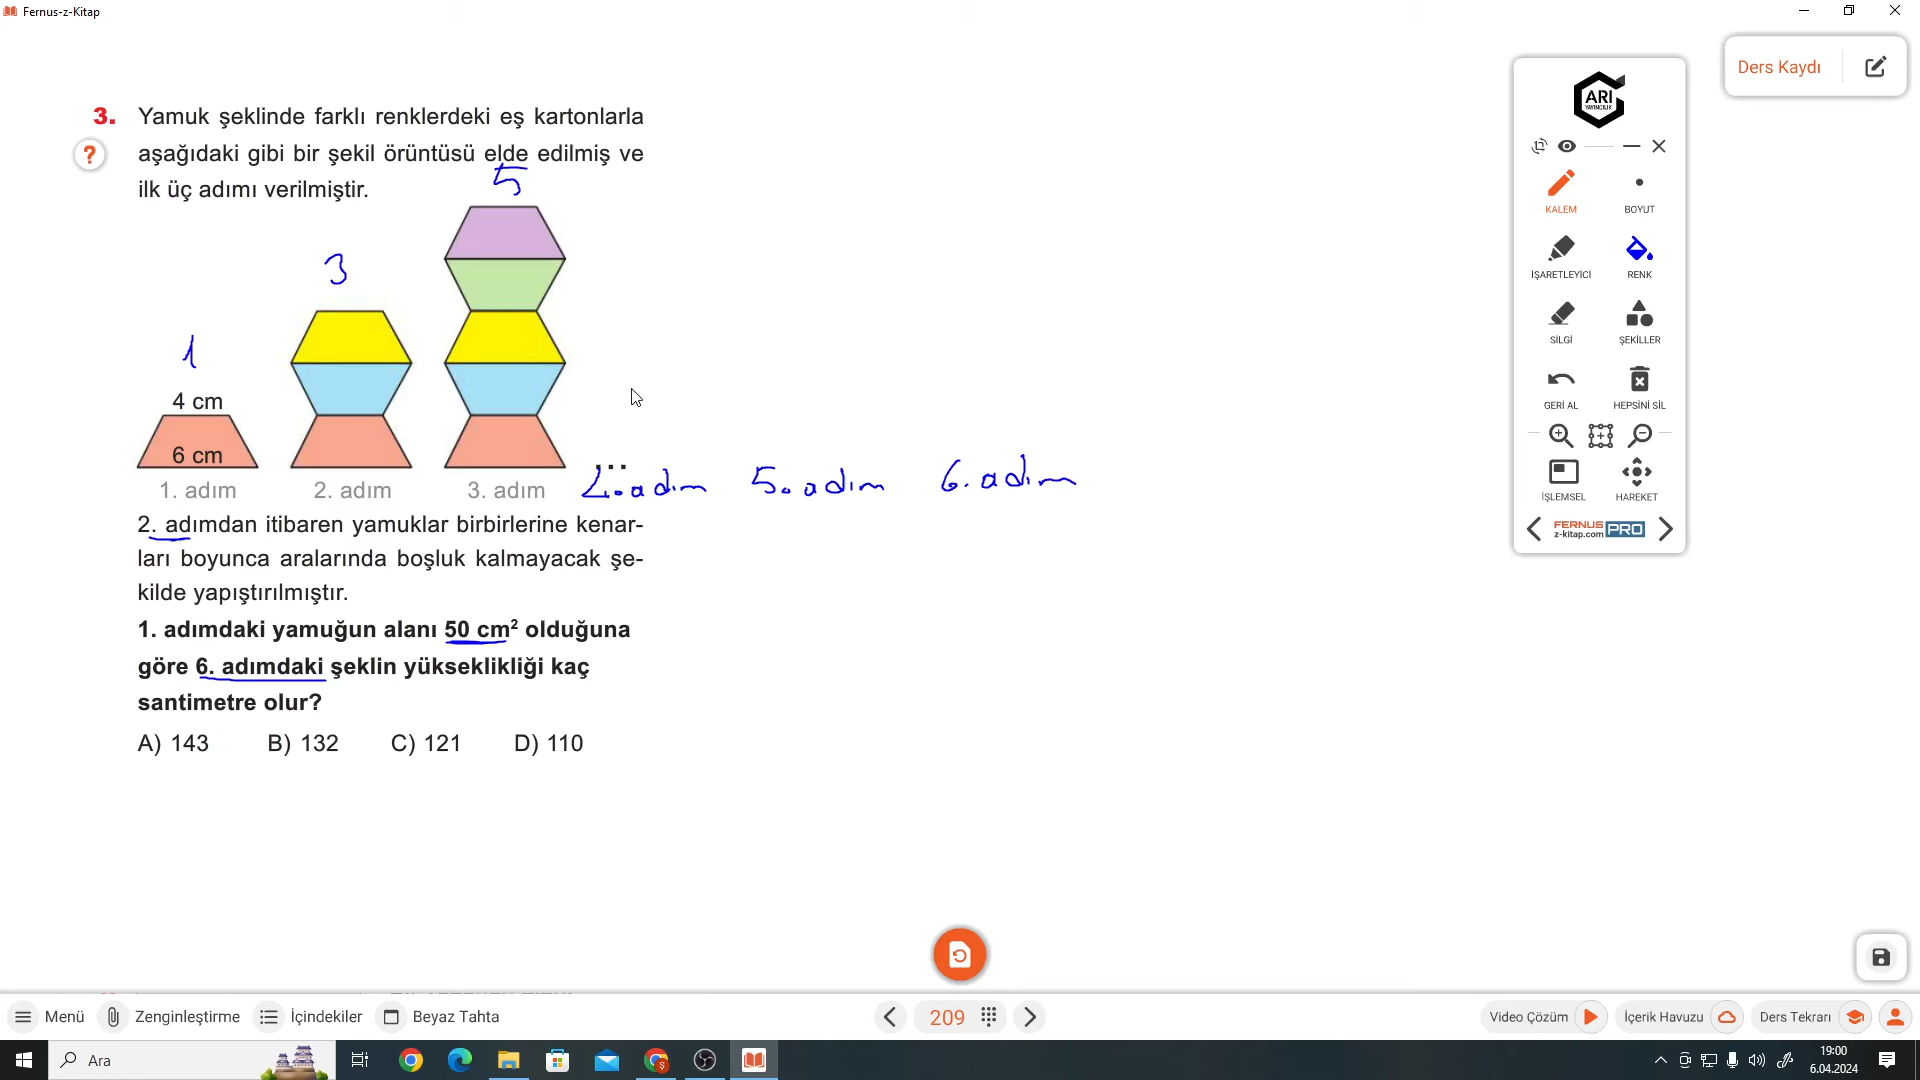 Fernus-z-Kitap
Ders Kaydı
3. Yamuk şeklinde farklı renklerdeki eş kartonlarla
? aşağıdaki gibi bir şekil örüntüsü elde edilmiş ve
ilk üç adımı verilmiştir.
5
3
1
4 cm
6 cm
...
1. adım 2. adım 3. adım 4. adım 5. adım 6. adım
2. adımdan itibaren yamuklar birbirlerine kenar-
ları boyunca aralarında boşluk kalmayacak şe-
kilde yapıştırılmıştır.
1. adımdaki yamuğun alanı 50 cm² olduğuna
göre 6. adımdaki şeklin yükseklikliği kaç
santimetre olur?
A) 143 B) 132 C) 121 D) 110
ARI
YAYINCILIK
KALEM BOYUT
İŞARETLEYİCİ RENK
SİLGİ ŞEKİLLER
GERİ AL HEPSİNİ SİL
İŞLEMSEL HAREKET
FERNUS
z-kitap.com PRO
Menü Zenginleştirme İçindekiler Beyaz Tahta 209 Video Çözüm İçerik Havuzu Ders Tekrarı
Ara
19:00
6.04.2024